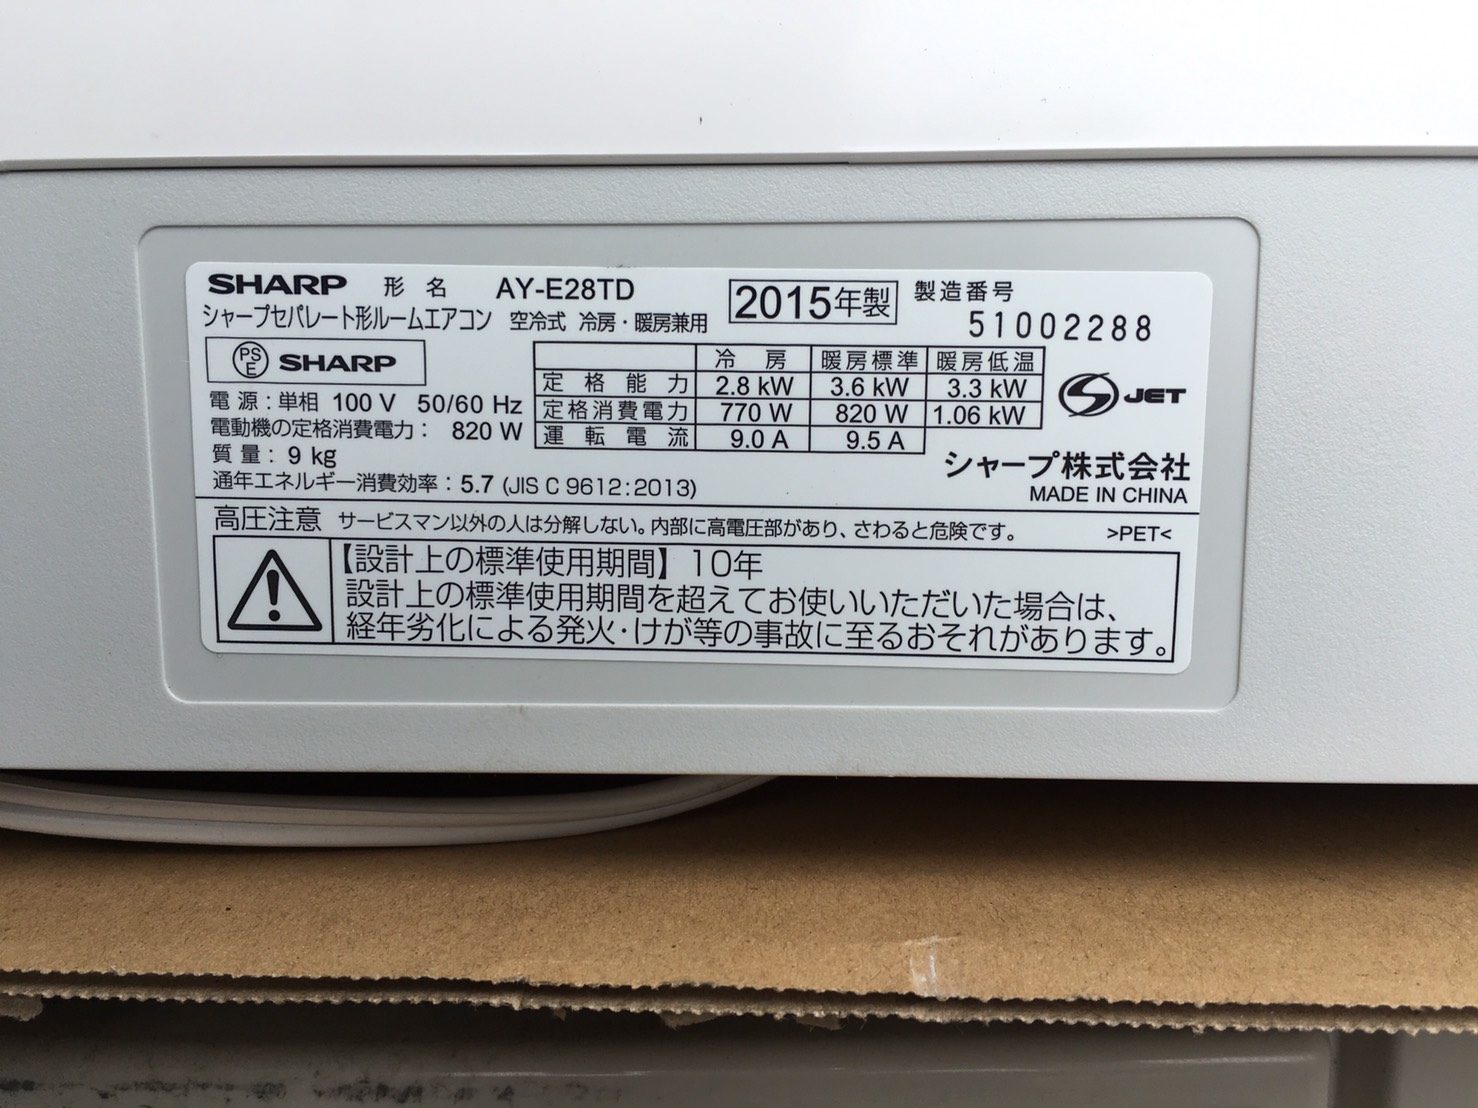 SHARP 形名 AY-E28TD 2015年製 製造番号
シャープセパレート形ルームエアコン 空冷式 冷房・暖房兼用 51002288
PS E SHARP
電源:単相 100 V 50/60 Hz
電動機の定格消費電力: 820 W
質量:9 kg
通年エネルギー消費効率:5.7 (JIS C 9612:2013)
冷房 暖房標準 暖房低温
定格能力 2.8 kW 3.6 kW 3.3 kW
定格消費電力 770 W 820 W 1.06 kW
運転電流 9.0 A 9.5 A
S JET
シャープ株式会社
MADE IN CHINA
高圧注意 サービスマン以外の人は分解しない。内部に高電圧部があり、さわると危険です。 >PET<
【設計上の標準使用期間】10年
設計上の標準使用期間を超えてお使いいただいた場合は、
経年劣化による発火・けが等の事故に至るおそれがあります。